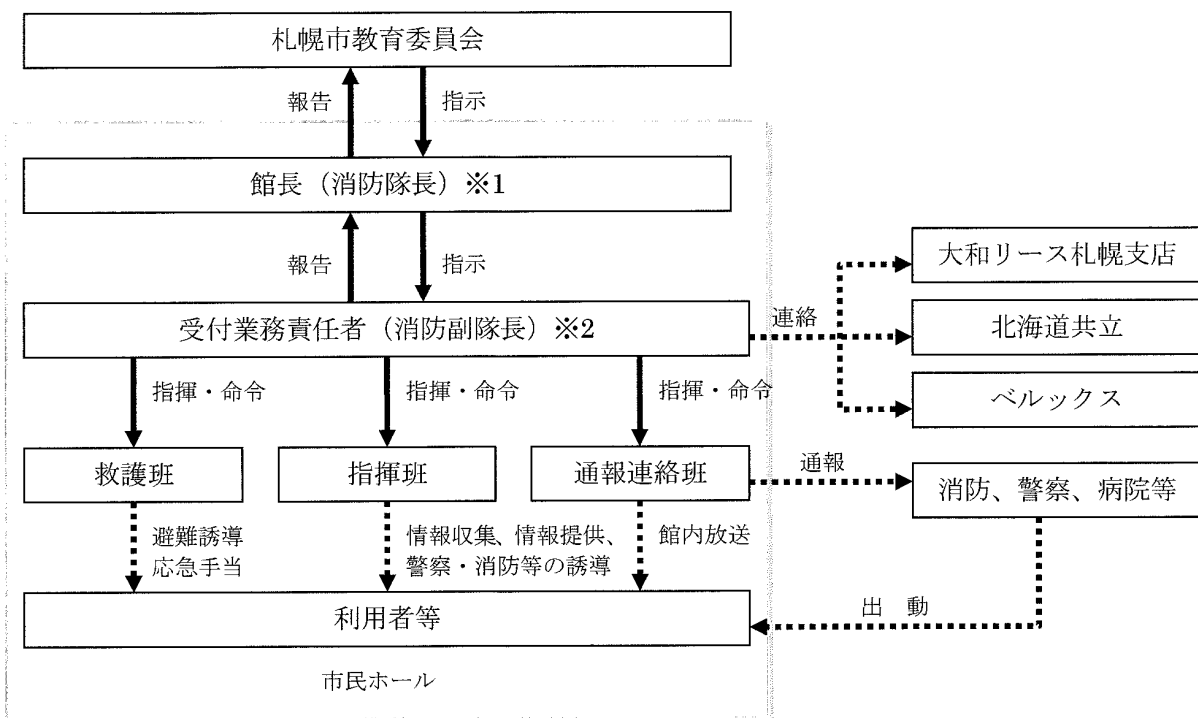 札幌市教育委員会
報告
指示
館長（消防隊長）※1
報告
指示
受付業務責任者（消防副隊長）※2
連絡
大和リース札幌支店
北海道共立
ベルックス
指揮・命令
指揮・命令
指揮・命令
救護班
指揮班
通報連絡班
通報
消防、警察、病院等
避難誘導
応急手当
情報収集、情報提供、
警察・消防等の誘導
館内放送
利用者等
出　動
市民ホール